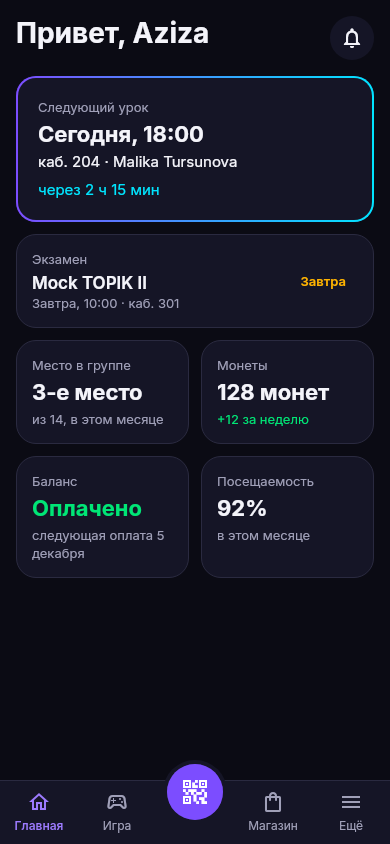 Привет, Aziza
Следующий урок
Сегодня, 18:00
каб. 204 · Malika Tursunova
через 2 ч 15 мин
Экзамен
Mock TOPIK II
Завтра, 10:00 · каб. 301
Завтра
Место в группе
3-е место
из 14, в этом месяце
Монеты
128 монет
+12 за неделю
Баланс
Оплачено
следующая оплата 5
декабря
Посещаемость
92%
в этом месяце
Главная
Игра
Магазин
Ещё